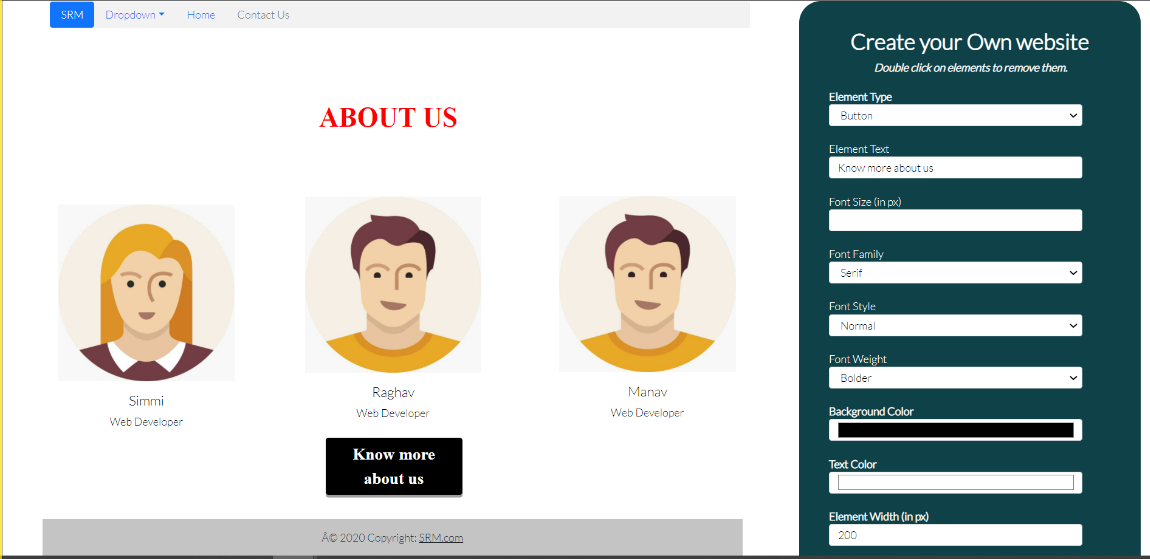 SRM Dropdown Home Contact Us
ABOUT US
Simmi
Web Developer
Raghav
Web Developer
Manav
Web Developer
Know more
about us
Â© 2020 Copyright: SRM.com
Create your Own website
Double click on elements to remove them.
Element Type
Button
Element Text
Know more about us
Font Size (in px)
Font Family
Serif
Font Style
Normal
Font Weight
Bolder
Background Color
Text Color
Element Width (in px)
200